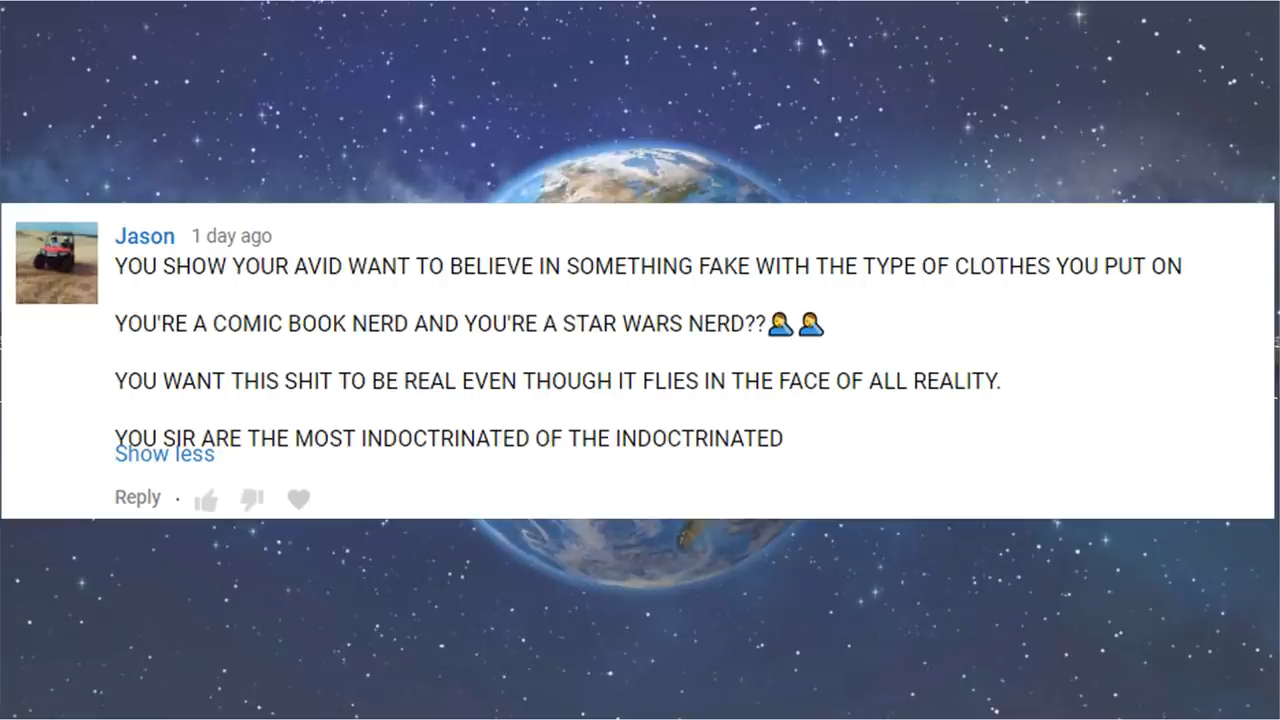 Jason 1 day ago
YOU SHOW YOUR AVID WANT TO BELIEVE IN SOMETHING FAKE WITH THE TYPE OF CLOTHES YOU PUT ON
YOU'RE A COMIC BOOK NERD AND YOU'RE A STAR WARS NERD??🤦🤦
YOU WANT THIS SHIT TO BE REAL EVEN THOUGH IT FLIES IN THE FACE OF ALL REALITY.
YOU SIR ARE THE MOST INDOCTRINATED OF THE INDOCTRINATED
Show less
Reply ·